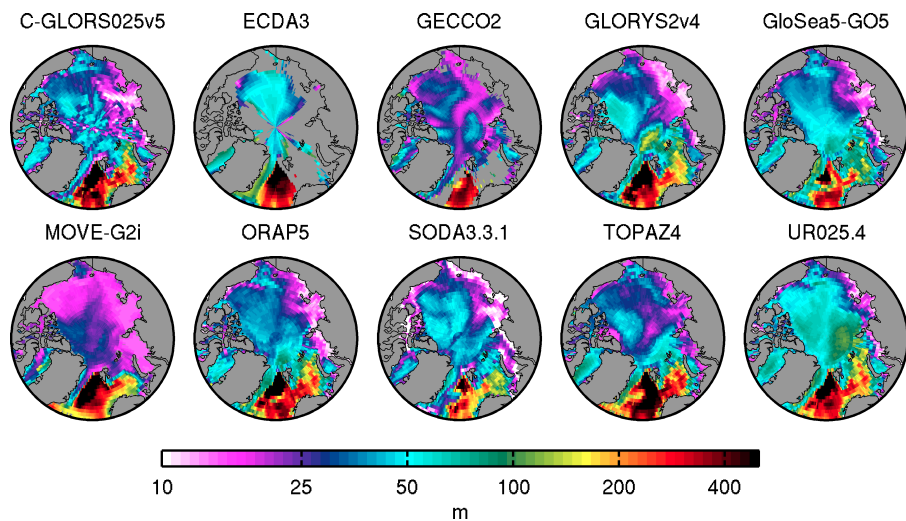 C-GLORS025v5 ECDA3 GECCO2 GLORYS2v4 GloSea5-GO5
MOVE-G2i ORAP5 SODA3.3.1 TOPAZ4 UR025.4
10 25 50 100 200 400
m